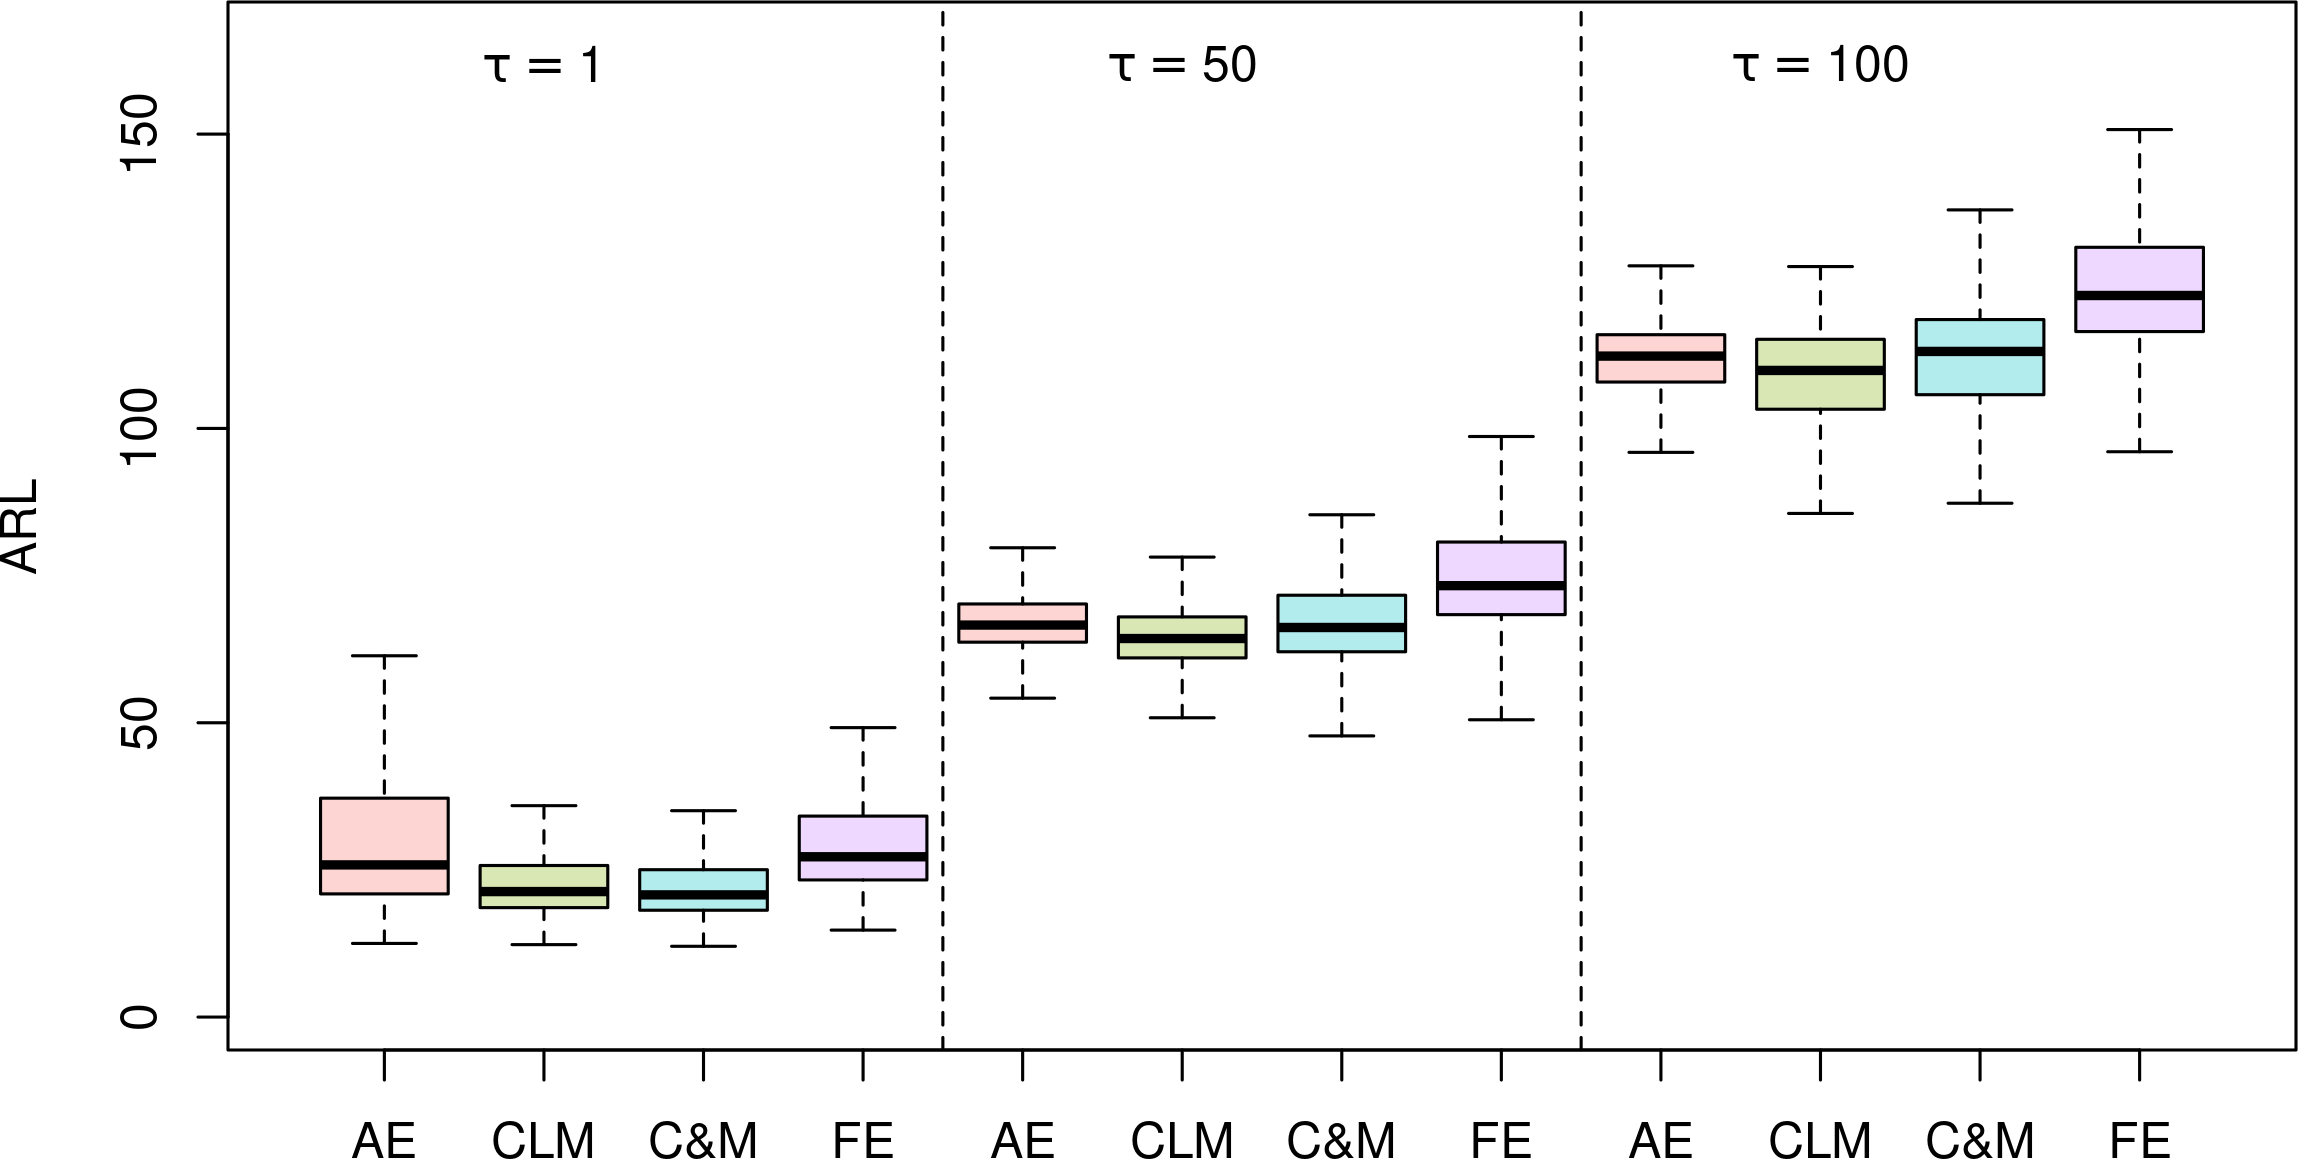 τ = 1
τ = 50
τ = 100
150
100
50
0
ARL
AE CLM C&M FE AE CLM C&M FE AE CLM C&M FE